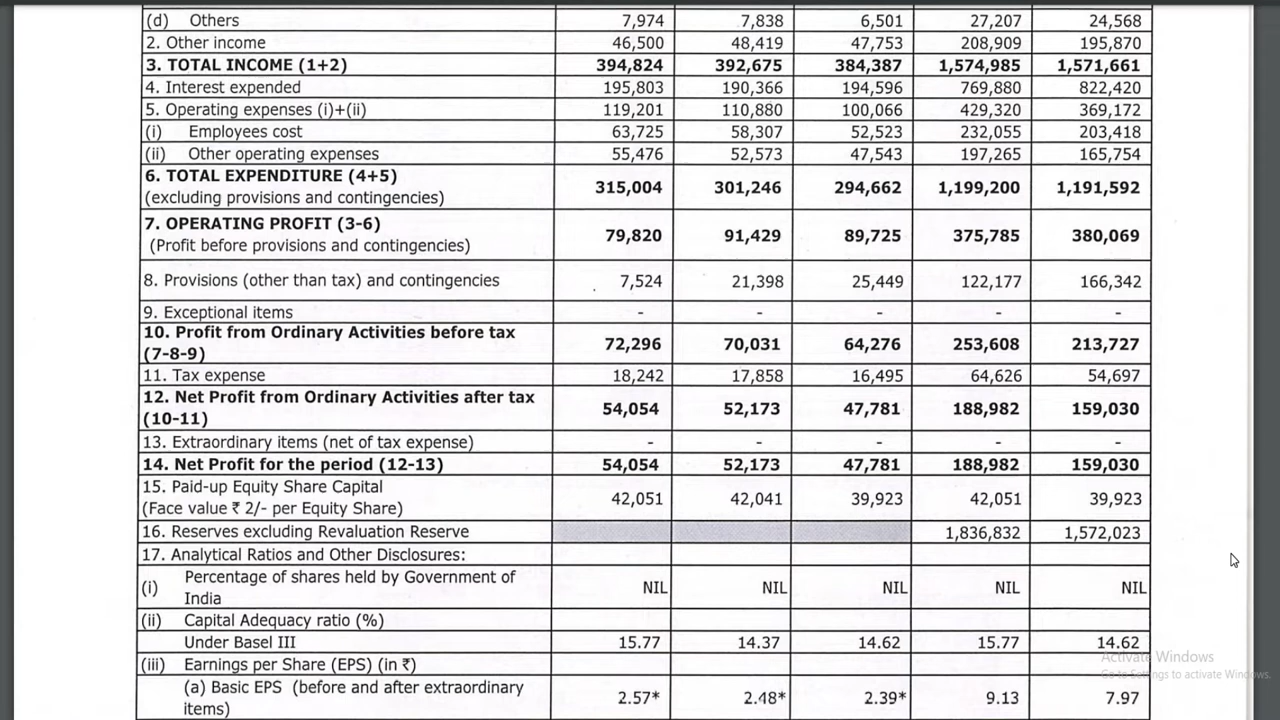 (d) Others 7,974 7,838 6,501 27,207 24,568
2. Other income 46,500 48,419 47,753 208,909 195,870
3. TOTAL INCOME (1+2) 394,824 392,675 384,387 1,574,985 1,571,661
4. Interest expended 195,803 190,366 194,596 769,880 822,420
5. Operating expenses (i)+(ii) 119,201 110,880 100,066 429,320 369,172
(i) Employees cost 63,725 58,307 52,523 232,055 203,418
(ii) Other operating expenses 55,476 52,573 47,543 197,265 165,754
6. TOTAL EXPENDITURE (4+5)
(excluding provisions and contingencies) 315,004 301,246 294,662 1,199,200 1,191,592
7. OPERATING PROFIT (3-6)
(Profit before provisions and contingencies) 79,820 91,429 89,725 375,785 380,069
8. Provisions (other than tax) and contingencies 7,524 21,398 25,449 122,177 166,342
9. Exceptional items - - - - -
10. Profit from Ordinary Activities before tax
(7-8-9) 72,296 70,031 64,276 253,608 213,727
11. Tax expense 18,242 17,858 16,495 64,626 54,697
12. Net Profit from Ordinary Activities after tax
(10-11) 54,054 52,173 47,781 188,982 159,030
13. Extraordinary items (net of tax expense) - - - - -
14. Net Profit for the period (12-13) 54,054 52,173 47,781 188,982 159,030
15. Paid-up Equity Share Capital
(Face value ₹ 2/- per Equity Share) 42,051 42,041 39,923 42,051 39,923
16. Reserves excluding Revaluation Reserve 1,836,832 1,572,023
17. Analytical Ratios and Other Disclosures:
(i) Percentage of shares held by Government of
India NIL NIL NIL NIL NIL
(ii) Capital Adequacy ratio (%)
Under Basel III 15.77 14.37 14.62 15.77 14.62
(iii) Earnings per Share (EPS) (in ₹)
(a) Basic EPS (before and after extraordinary
items) 2.57* 2.48* 2.39* 9.13 7.97
Activate Windows
Go to Settings to activate Windows.